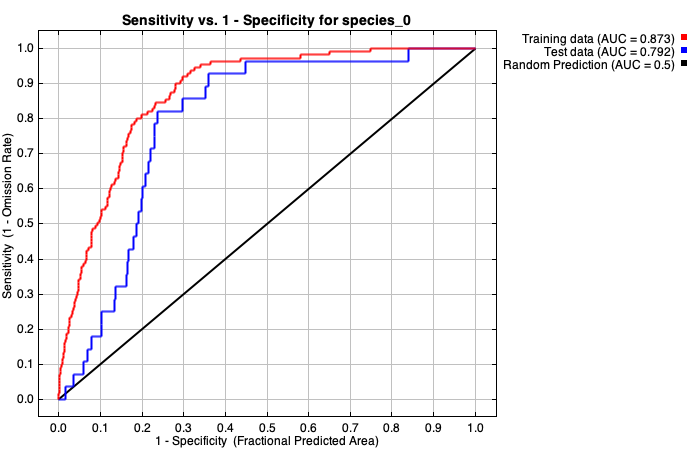 Sensitivity vs. 1 - Specificity for species_0
Training data (AUC = 0.873)
Test data (AUC = 0.792)
Random Prediction (AUC = 0.5)
Sensitivity (1 - Omission Rate)
1.0
0.9
0.8
0.7
0.6
0.5
0.4
0.3
0.2
0.1
0.0
0.0 0.1 0.2 0.3 0.4 0.5 0.6 0.7 0.8 0.9 1.0
1 - Specificity (Fractional Predicted Area)